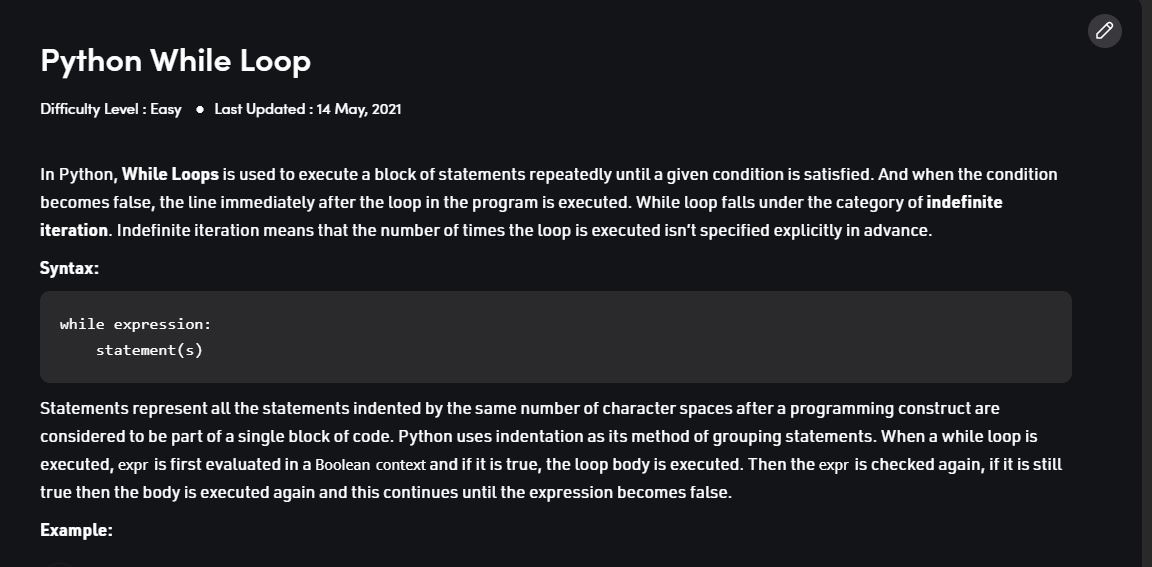 Python While Loop
Difficulty Level : Easy ● Last Updated : 14 May, 2021
In Python, While Loops is used to execute a block of statements repeatedly until a given condition is satisfied. And when the condition
becomes false, the line immediately after the loop in the program is executed. While loop falls under the category of indefinite
iteration. Indefinite iteration means that the number of times the loop is executed isn’t specified explicitly in advance.
Syntax:
while expression:
    statement(s)
Statements represent all the statements indented by the same number of character spaces after a programming construct are
considered to be part of a single block of code. Python uses indentation as its method of grouping statements. When a while loop is
executed, expr is first evaluated in a Boolean context and if it is true, the loop body is executed. Then the expr is checked again, if it is still
true then the body is executed again and this continues until the expression becomes false.
Example: